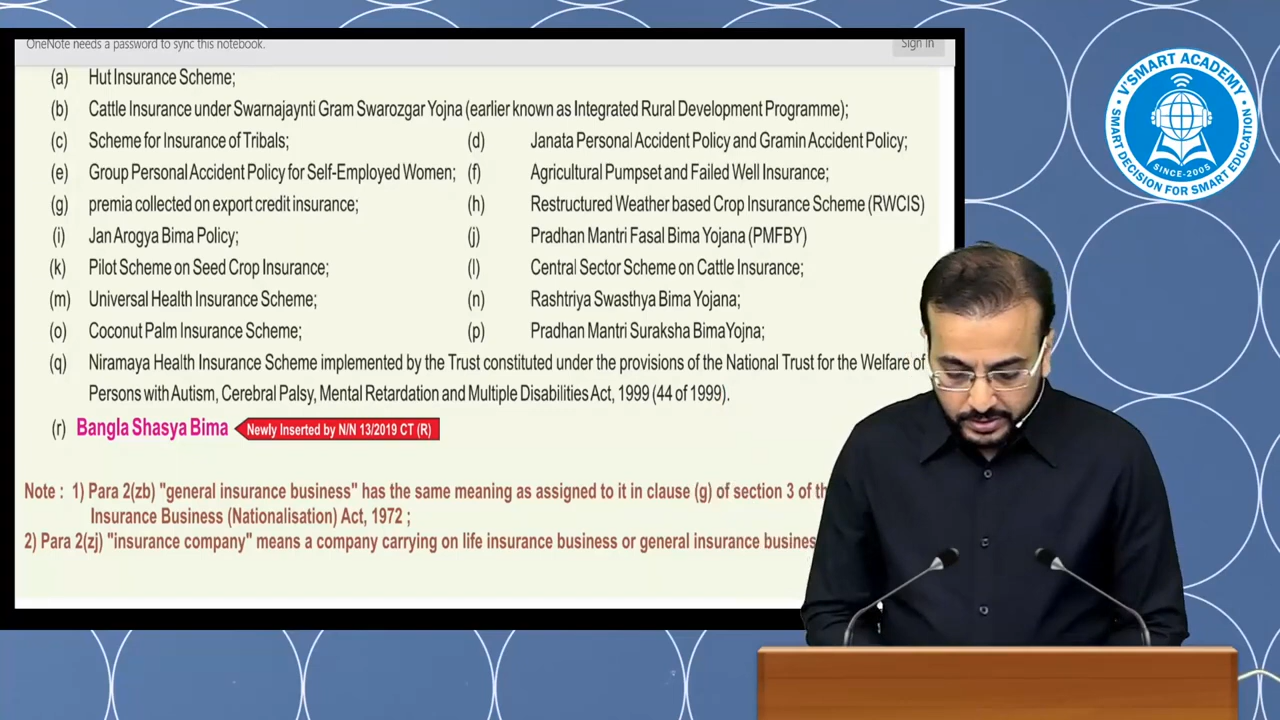 OneNote needs a password to sync this notebook.
Sign in
(a) Hut Insurance Scheme;
(b) Cattle Insurance under Swarnajaynti Gram Swarozgar Yojna (earlier known as Integrated Rural Development Programme);
(c) Scheme for Insurance of Tribals; (d) Janata Personal Accident Policy and Gramin Accident Policy;
(e) Group Personal Accident Policy for Self-Employed Women; (f) Agricultural Pumpset and Failed Well Insurance;
(g) premia collected on export credit insurance; (h) Restructured Weather based Crop Insurance Scheme (RWCIS)
(i) Jan Arogya Bima Policy; (j) Pradhan Mantri Fasal Bima Yojana (PMFBY)
(k) Pilot Scheme on Seed Crop Insurance; (l) Central Sector Scheme on Cattle Insurance;
(m) Universal Health Insurance Scheme; (n) Rashtriya Swasthya Bima Yojana;
(o) Coconut Palm Insurance Scheme; (p) Pradhan Mantri Suraksha BimaYojna;
(q) Niramaya Health Insurance Scheme implemented by the Trust constituted under the provisions of the National Trust for the Welfare of
Persons with Autism, Cerebral Palsy, Mental Retardation and Multiple Disabilities Act, 1999 (44 of 1999).
(r) Bangla Shasya Bima Newly Inserted by N/N 13/2019 CT (R)
Note : 1) Para 2(zb) "general insurance business" has the same meaning as assigned to it in clause (g) of section 3 of
Insurance Business (Nationalisation) Act, 1972 ;
2) Para 2(zj) "insurance company" means a company carrying on life insurance business or general insurance
V'SMART ACADEMY
SINCE-2005
SMART DECISION FOR SMART EDUCATION